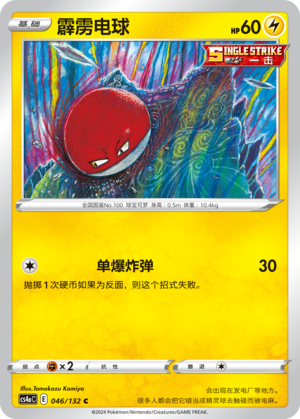 基础 霹雳电球 HP60
SINGLE STRIKE
一击
全国图鉴No.100 球宝可梦 身高：0.5m 体重：10.4kg
单爆炸弹 30
抛掷1次硬币如果为反面，则这个招式失败。
弱点 ×2 抗性 撤退
Illus.Tomokazu Komiya
cs4aC E 046/132 C
会出现在发电厂等地方。
很多人都会把它错当成精灵球去触碰而被电麻。
©2024 Pokémon/Nintendo/Creatures/GAME FREAK.